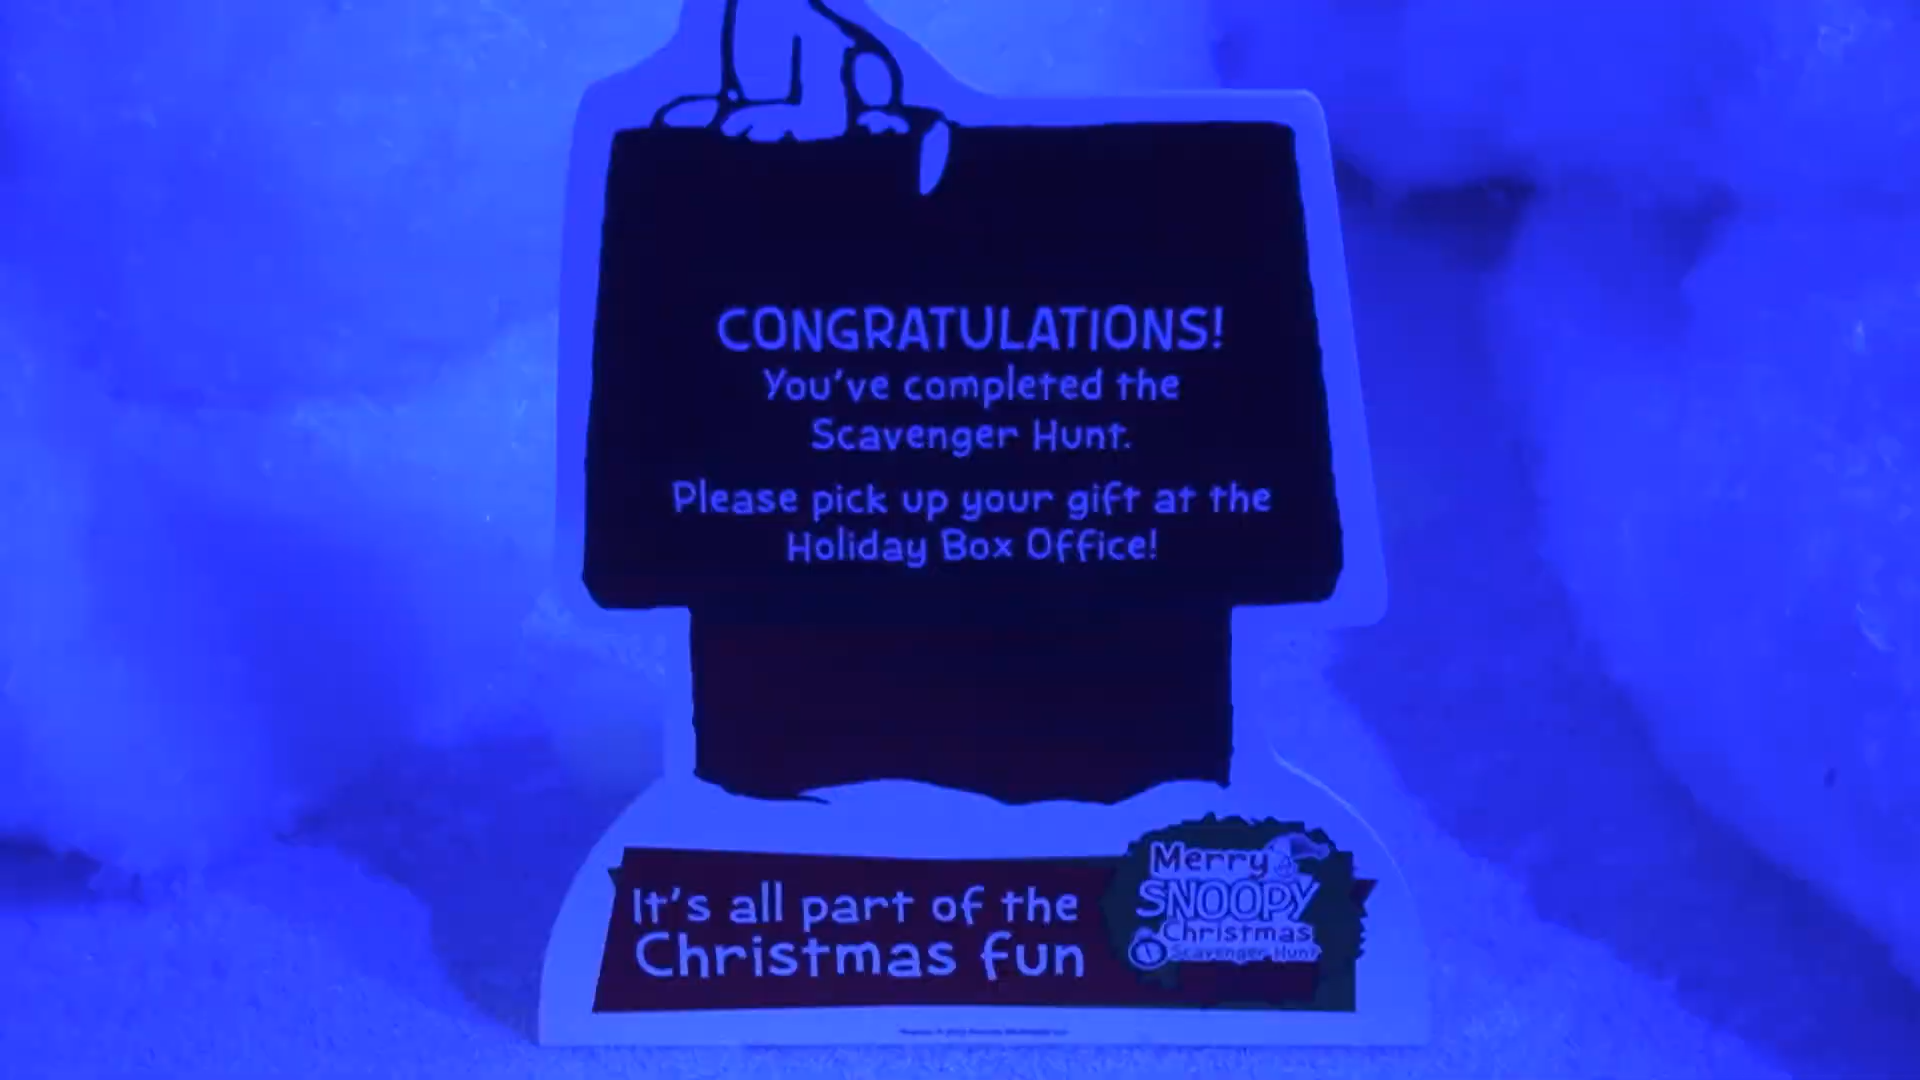 CONGRATULATIONS!
You've completed the
Scavenger Hunt.
Please pick up your gift at the
Holiday Box Office!
It's all part of the
Christmas fun
Merry
SNOOPY
Christmas
Scavenger Hunt